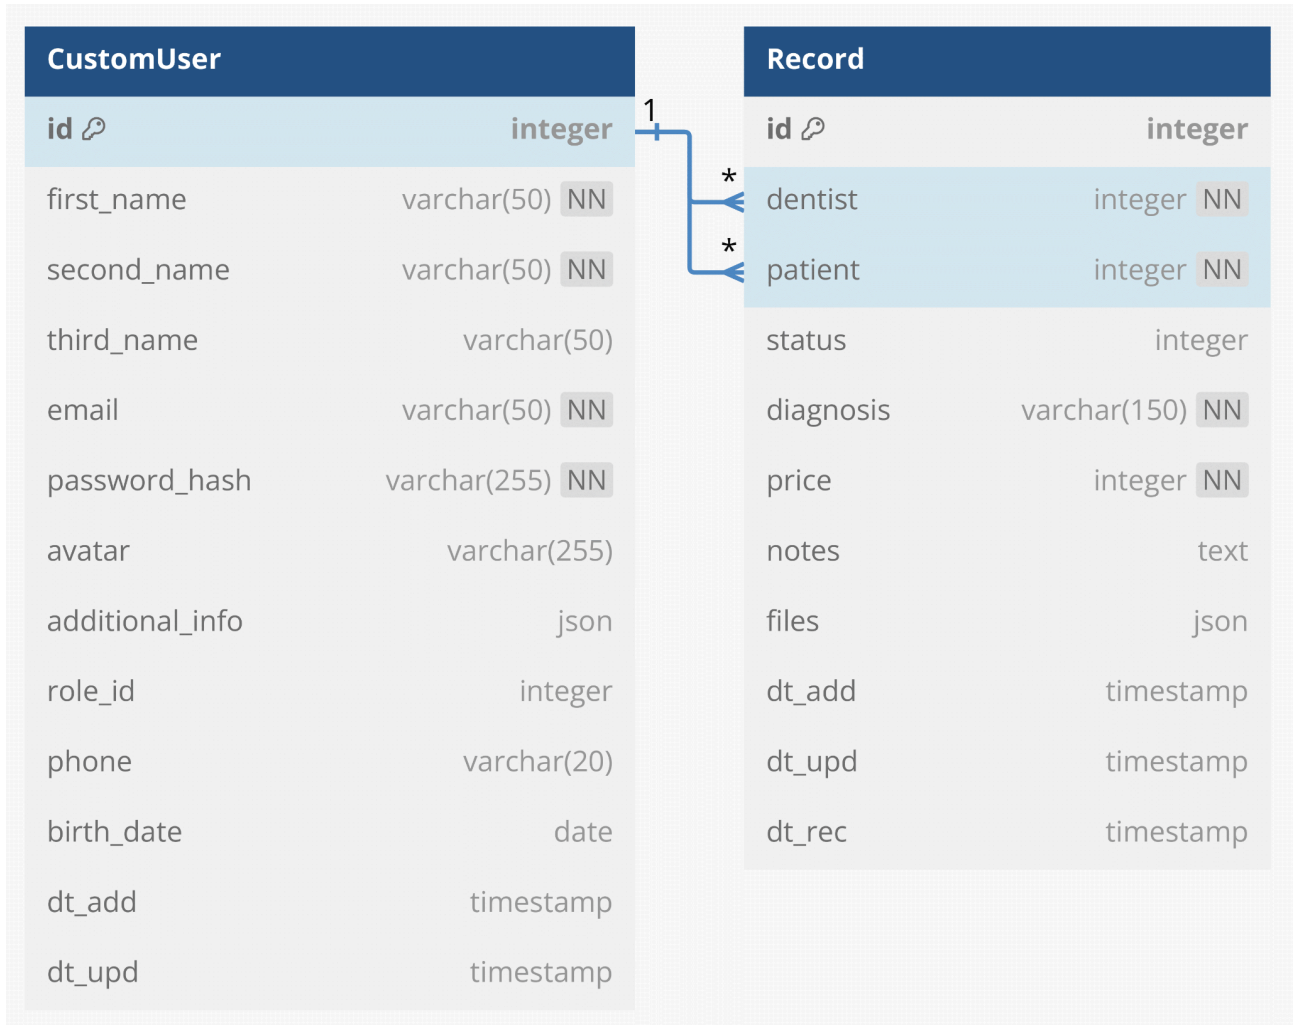 CustomUser
id integer
first_name varchar(50) NN
second_name varchar(50) NN
third_name varchar(50)
email varchar(50) NN
password_hash varchar(255) NN
avatar varchar(255)
additional_info json
role_id integer
phone varchar(20)
birth_date date
dt_add timestamp
dt_upd timestamp
1
*
*
Record
id integer
dentist integer NN
patient integer NN
status integer
diagnosis varchar(150) NN
price integer NN
notes text
files json
dt_add timestamp
dt_upd timestamp
dt_rec timestamp